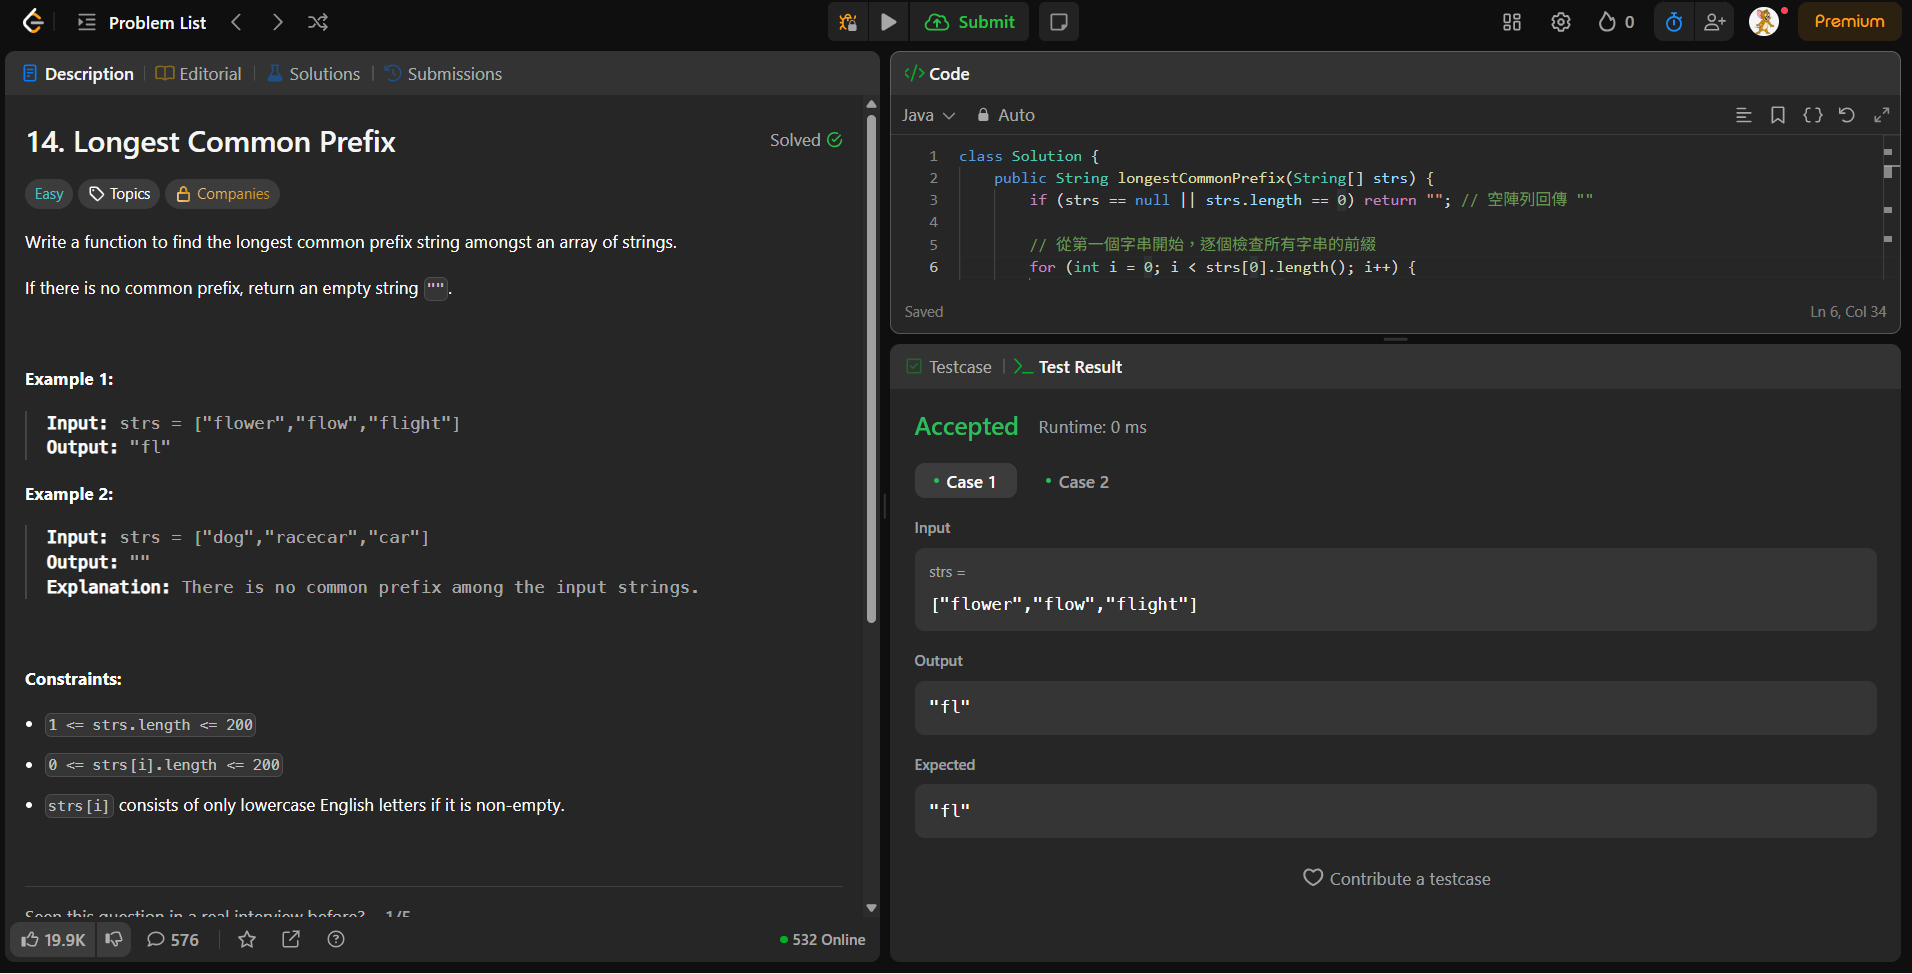 Problem List
Submit
0
Premium
Description
Editorial
Solutions
Submissions
14. Longest Common Prefix
Solved
Easy
Topics
Companies
Write a function to find the longest common prefix string amongst an array of strings.
If there is no common prefix, return an empty string "".
Example 1:
Input: strs = ["flower","flow","flight"]
Output: "fl"
Example 2:
Input: strs = ["dog","racecar","car"]
Output: ""
Explanation: There is no common prefix among the input strings.
Constraints:
• 1 <= strs.length <= 200
• 0 <= strs[i].length <= 200
• strs[i] consists of only lowercase English letters if it is non-empty.
Seen this question in a real interview before? 1/5
19.9K
576
532 Online
</> Code
Java
Auto
1 class Solution {
2 public String longestCommonPrefix(String[] strs) {
3 if (strs == null || strs.length == 0) return ""; // 空陣列回傳 ""
4
5 // 從第一個字串開始，逐個檢查所有字串的前綴
6 for (int i = 0; i < strs[0].length(); i++) {
Saved
Ln 6, Col 34
Testcase
Test Result
Accepted
Runtime: 0 ms
• Case 1
• Case 2
Input
strs =
["flower","flow","flight"]
Output
"fl"
Expected
"fl"
Contribute a testcase